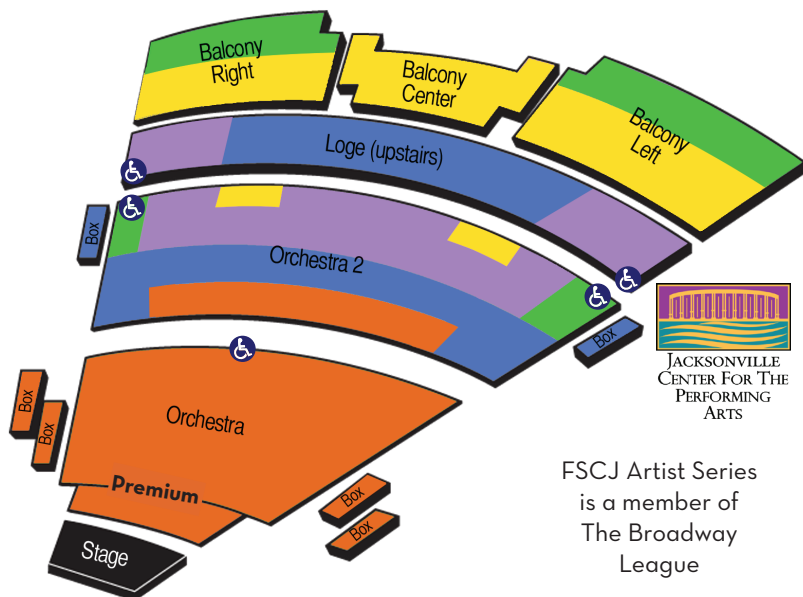 Balcony
Right
Balcony
Center
Balcony
Left
Loge (upstairs)
Box
Orchestra 2
Box
JACKSONVILLE
CENTER FOR THE
PERFORMING
ARTS
Box
Box
Orchestra
Premium
Box
Box
Stage
FSCJ Artist Series
is a member of
The Broadway
League